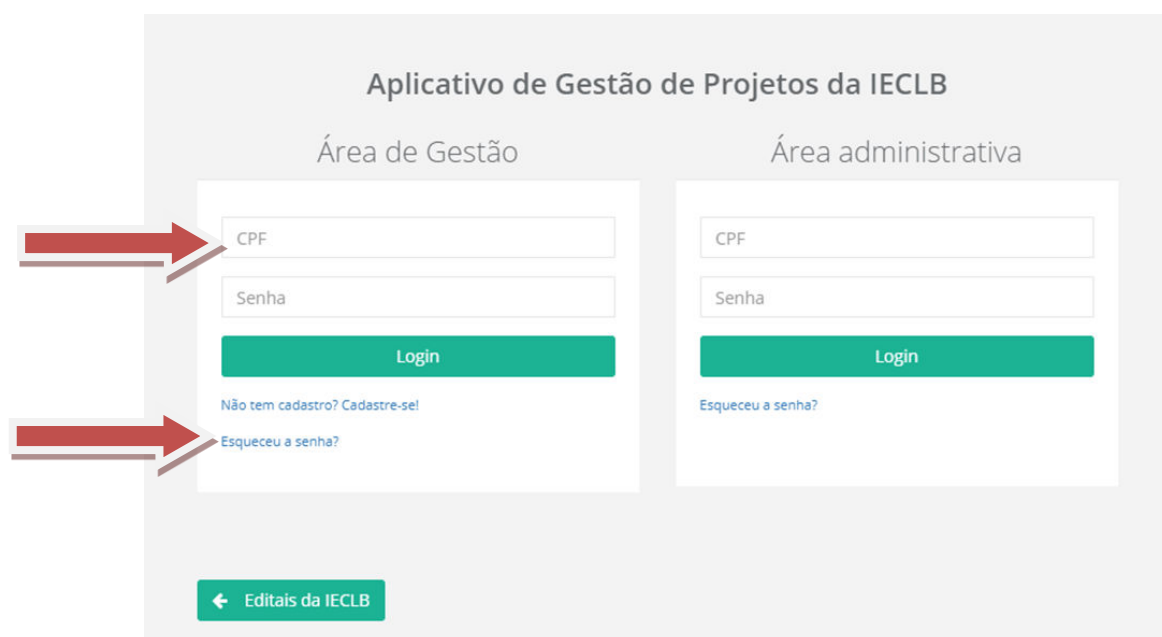 Aplicativo de Gestão de Projetos da IECLB
Área de Gestão
CPF
Senha
Login
Não tem cadastro? Cadastre-se!
Esqueceu a senha?
Área administrativa
CPF
Senha
Login
Esqueceu a senha?
Editais da IECLB